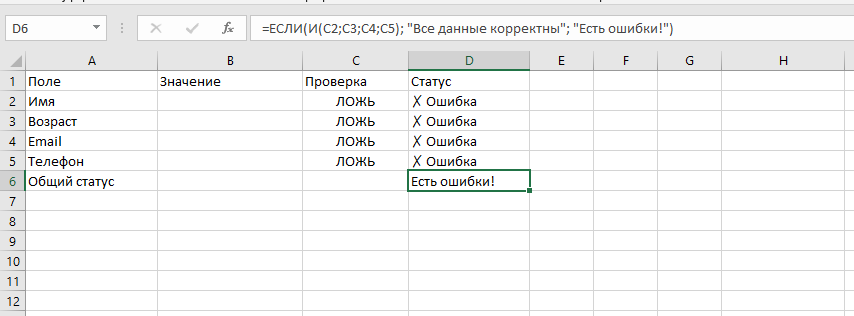 D6 =ЕСЛИ(И(C2;C3;C4;C5); "Все данные корректны"; "Есть ошибки!")
A B C D E F G H
1 Поле Значение Проверка Статус
2 Имя ЛОЖЬ ✗ Ошибка
3 Возраст ЛОЖЬ ✗ Ошибка
4 Email ЛОЖЬ ✗ Ошибка
5 Телефон ЛОЖЬ ✗ Ошибка
6 Общий статус Есть ошибки!
7
8
9
10
11
12